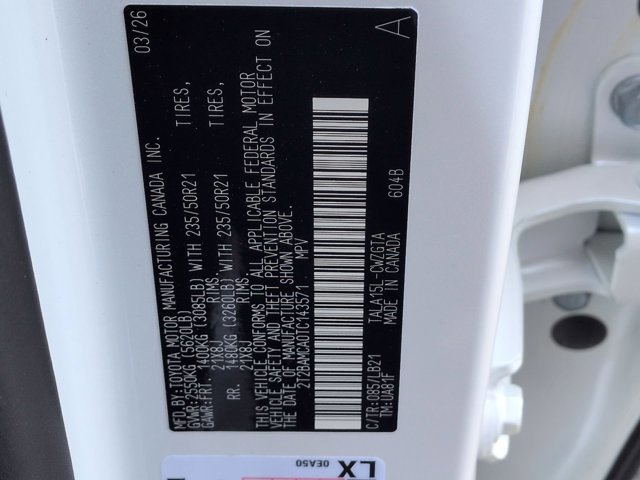 MFD.BY:TOYOTA MOTOR MANUFACTURING CANADA INC. 03/26
GVWR:2550KG (5620LB)
GAWR:FRT. 1400KG (3085LB) WITH 235/50R21 TIRES,
21X8J RIMS.
RR. 1480KG (3260LB) WITH 235/50R21 TIRES,
21X8J RIMS.
THIS VEHICLE CONFORMS TO ALL APPLICABLE FEDERAL MOTOR
VEHICLE SAFETY AND THEFT PREVENTION STANDARDS IN EFFECT ON
THE DATE OF MANUFACTURE SHOWN ABOVE.
2T2BAMCA0TC143571 MPV
C/TR:085/LB21 TALA15L-CWZGTA 604B
TM:UA81F MADE IN CANADA A
LX
0EA50